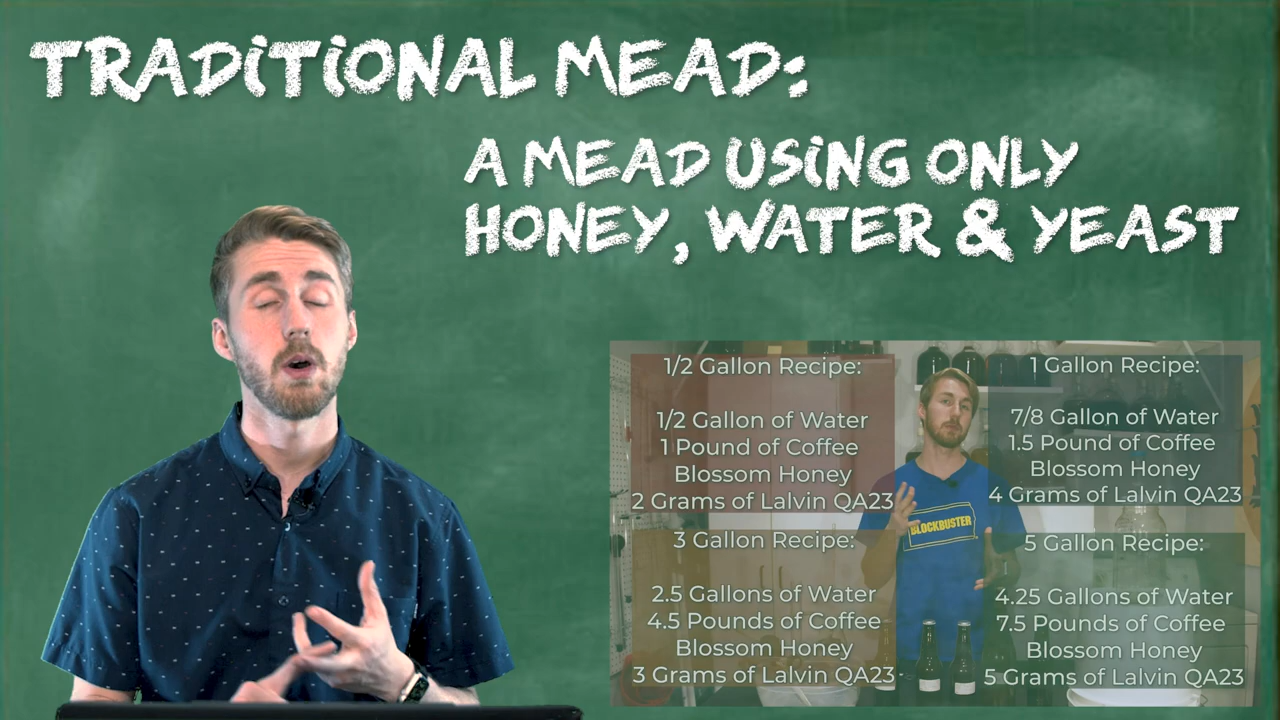 TRADITIONAL MEAD:
A MEAD USING ONLY
HONEY, WATER & YEAST
1/2 Gallon Recipe:
1/2 Gallon of Water
1 Pound of Coffee
Blossom Honey
2 Grams of Lalvin QA23
1 Gallon Recipe:
7/8 Gallon of Water
1.5 Pound of Coffee
Blossom Honey
4 Grams of Lalvin QA23
BLOCKBUSTER
3 Gallon Recipe:
2.5 Gallons of Water
4.5 Pounds of Coffee
Blossom Honey
3 Grams of Lalvin QA23
5 Gallon Recipe:
4.25 Gallons of Water
7.5 Pounds of Coffee
Blossom Honey
5 Grams of Lalvin QA23